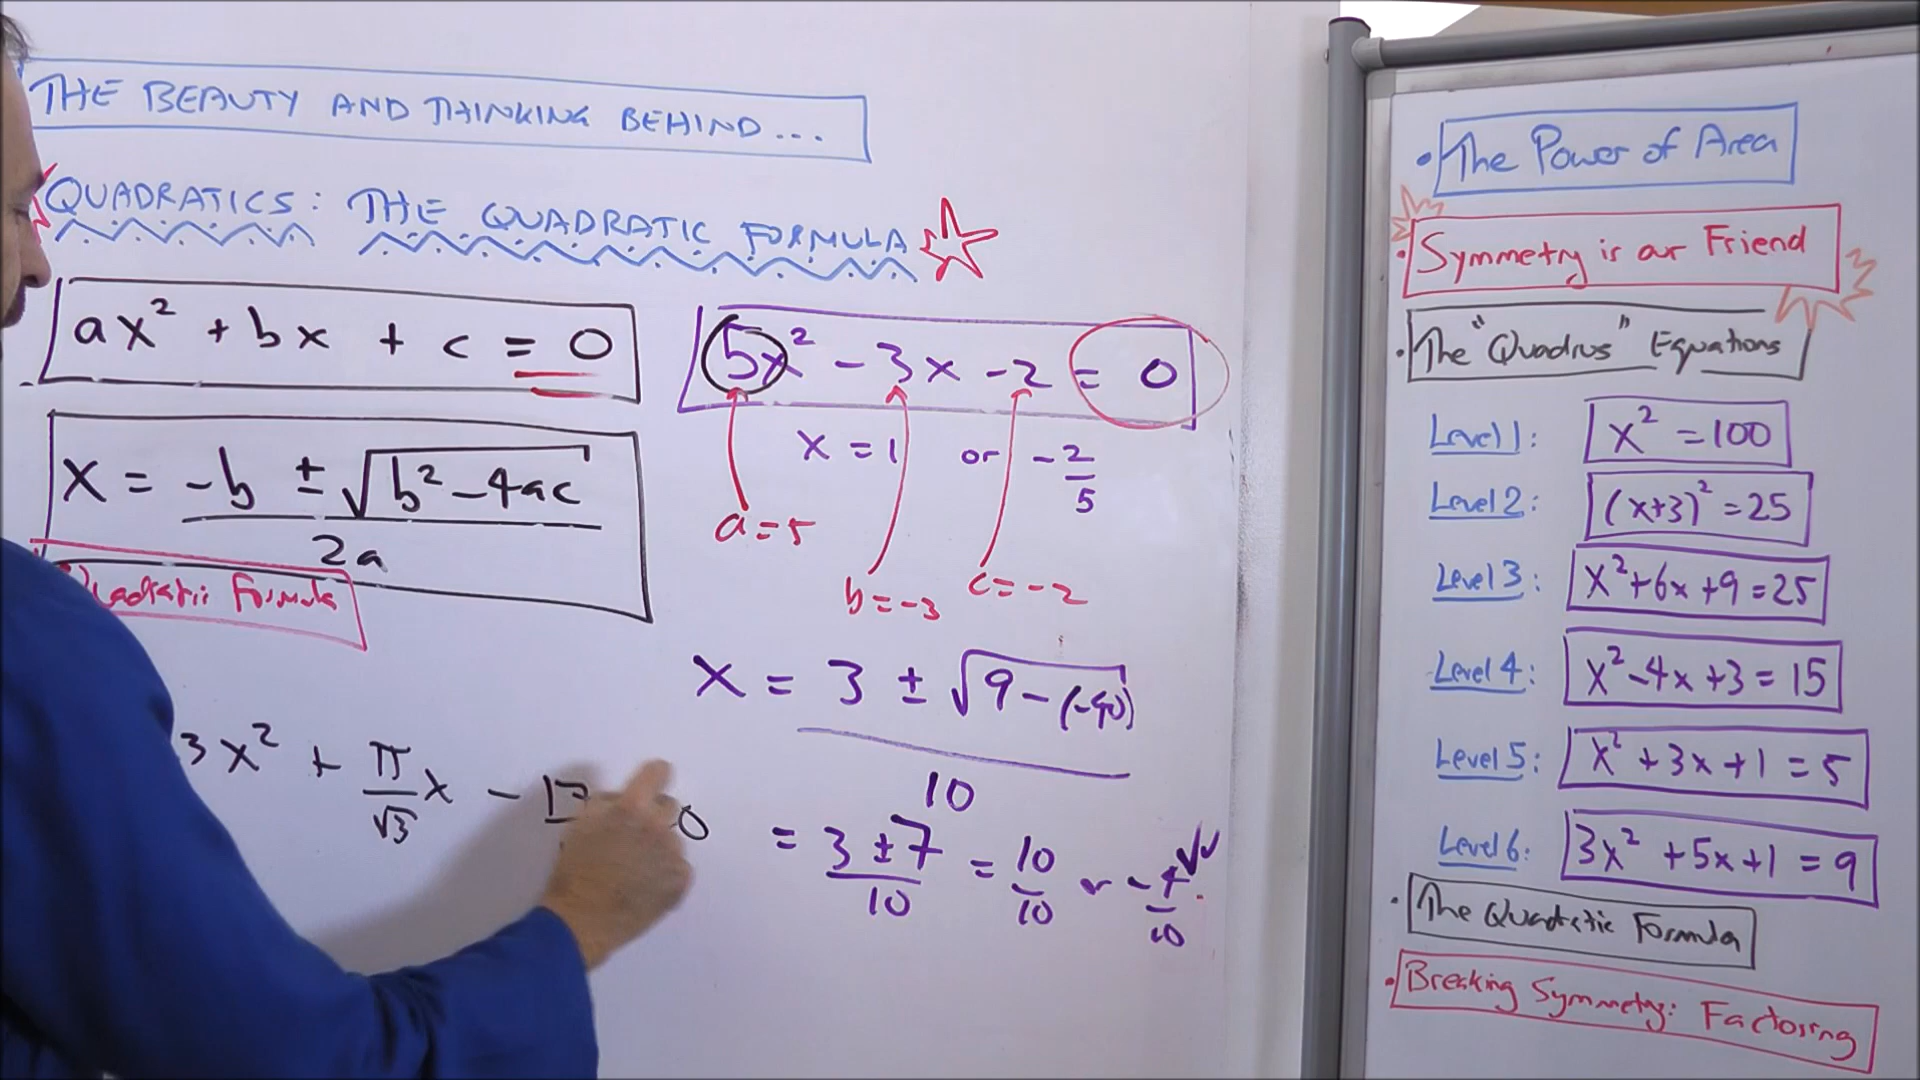 THE BEAUTY AND THINKING BEHIND...
QUADRATICS: THE QUADRATIC FORMULA
ax² + bx + c = 0
x = -b ± √b² - 4ac
2a
Quadratic Formula
3x² + π/√3 x - 0
5x² - 3x - 2 = 0
x = 1 or -2/5
a = 5
b = -3 c = -2
x = 3 ± √9 - (-40)
10
= 3 ± 7/10 = 10/10 or -4/10
• The Power of Area
• Symmetry is our Friend
• The "Quadrus" Equations
Level 1: x² = 100
Level 2: (x+3)² = 25
Level 3: x² + 6x + 9 = 25
Level 4: x² - 4x + 3 = 15
Level 5: x² + 3x + 1 = 5
Level 6: 3x² + 5x + 1 = 9
• The Quadratic Formula
• Breaking Symmetry: Factoring